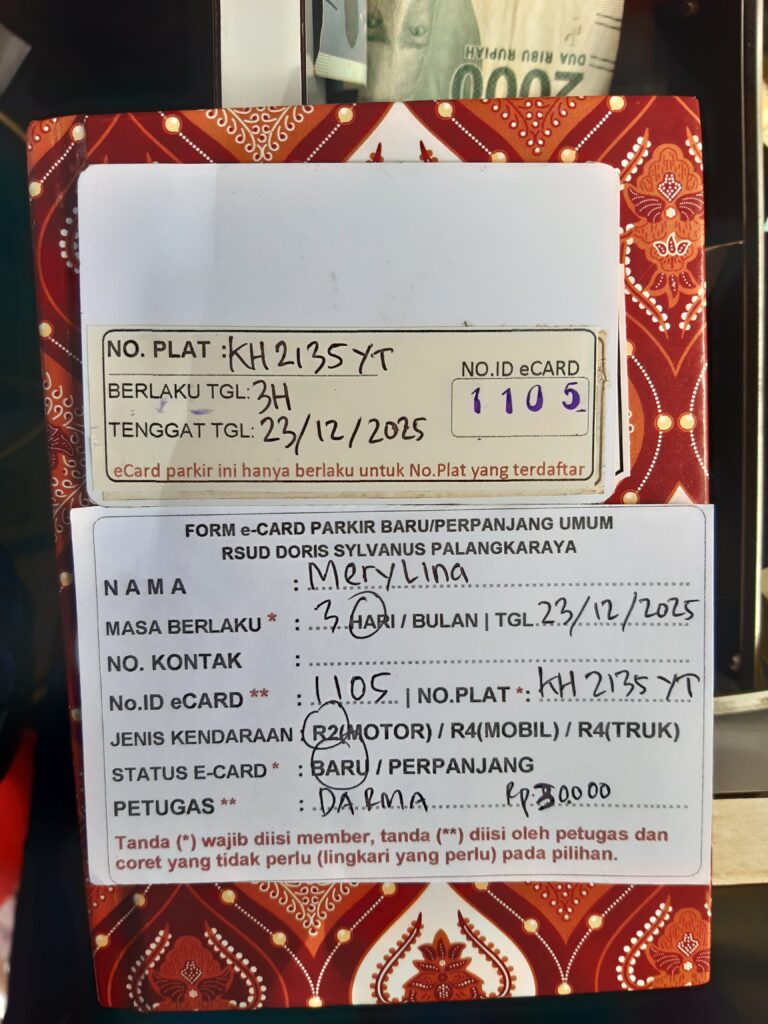 DUA RIBU RUPIAH
2000
NO. PLAT : KH 2135 YT
NO.ID eCARD
BERLAKU TGL: 3H
1105
TENGGAT TGL: 23/12/2025
eCard parkir ini hanya berlaku untuk No.Plat yang terdaftar
FORM e-CARD PARKIR BARU/PERPANJANG UMUM
RSUD DORIS SYLVANUS PALANGKARAYA
NAMA : MeryLina
MASA BERLAKU * : 3 HARI / BULAN | TGL. 23/12/2025
NO. KONTAK :
No.ID eCARD ** : 1105 | NO.PLAT *: KH 2135 YT
JENIS KENDARAAN : R2(MOTOR) / R4(MOBIL) / R4(TRUK)
STATUS E-CARD * : BARU / PERPANJANG
PETUGAS ** : DARMA Rp.30.000
Tanda (*) wajib diisi member, tanda (**) diisi oleh petugas dan
coret yang tidak perlu (lingkari yang perlu) pada pilihan.